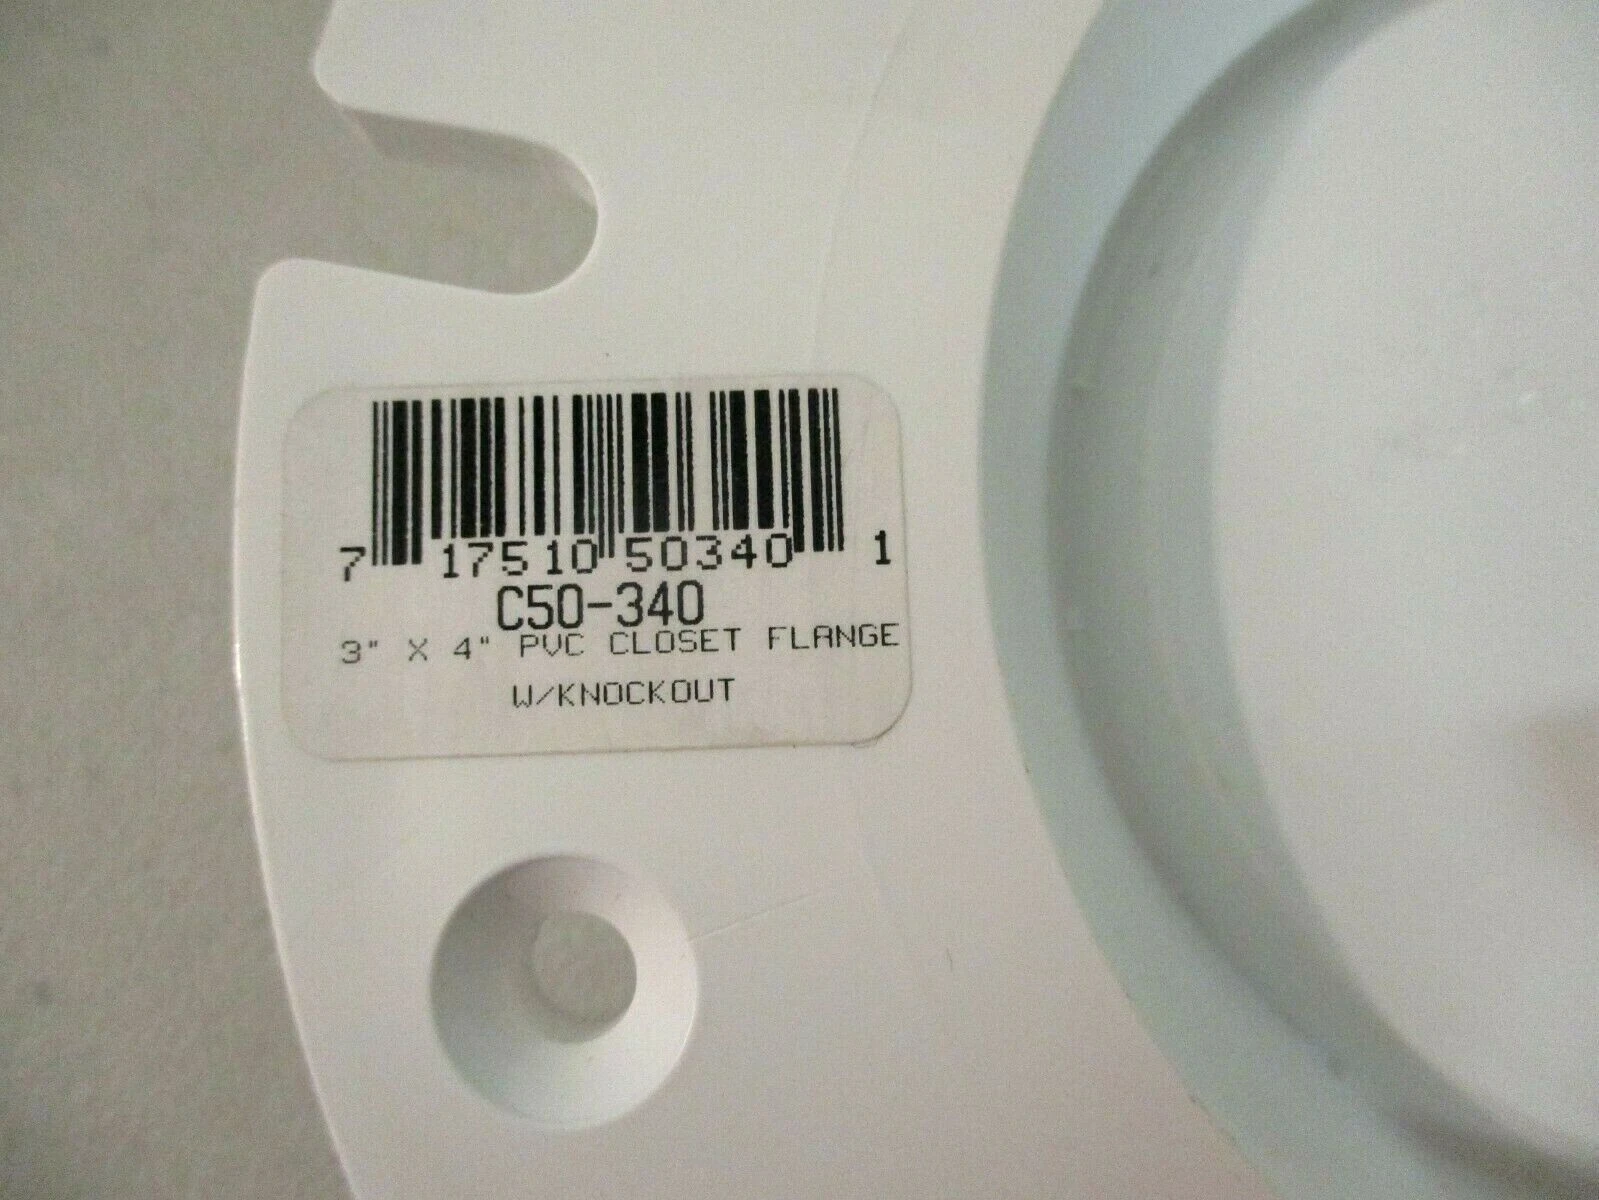 7 17510 50340 1
C50-340
3" X 4" PVC CLOSET FLANGE
W/KNOCKOUT